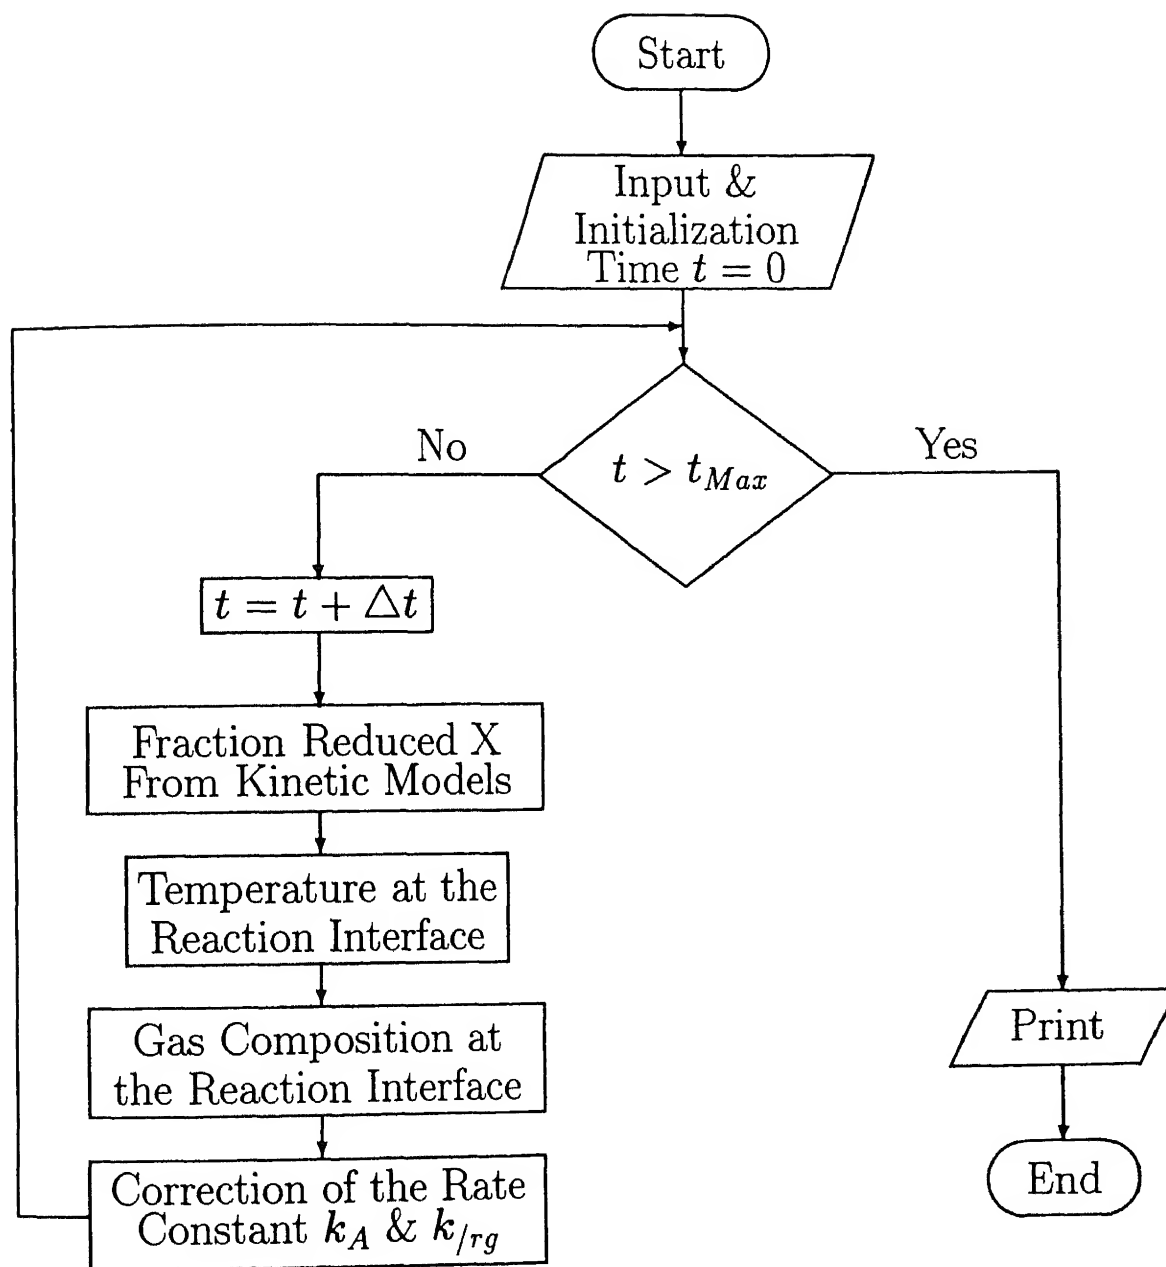 Start
Input &
Initialization
Time t = 0
t > t_Max
No
Yes
t = t + △t
Fraction Reduced X
From Kinetic Models
Temperature at the
Reaction Interface
Gas Composition at
the Reaction Interface
Correction of the Rate
Constant k_A & k_/rg
Print
End